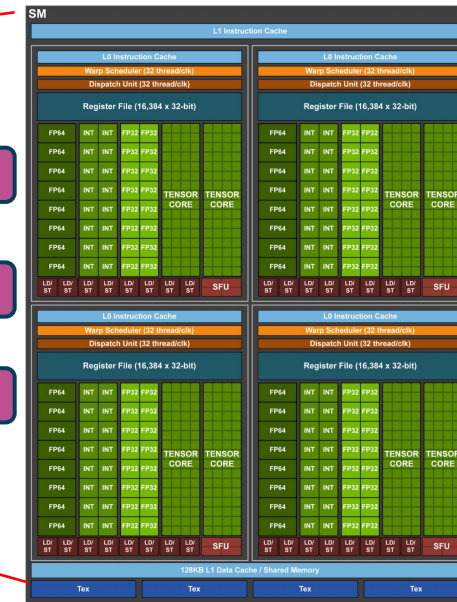 SM
L1 Instruction Cache
L0 Instruction Cache L0 Instruction Cache
Warp Scheduler (32 thread/clk) Warp Scheduler (32 thread/clk)
Dispatch Unit (32 thread/clk) Dispatch Unit (32 thread/clk)
Register File (16,384 x 32-bit) Register File (16,384 x 32-bit)
FP64 INT INT FP32 FP32 FP64 INT INT FP32 FP32
FP64 INT INT FP32 FP32 FP64 INT INT FP32 FP32
FP64 INT INT FP32 FP32 FP64 INT INT FP32 FP32
FP64 INT INT FP32 FP32 TENSOR CORE TENSOR CORE FP64 INT INT FP32 FP32 TENSOR CORE TENSOR CORE
FP64 INT INT FP32 FP32 FP64 INT INT FP32 FP32
FP64 INT INT FP32 FP32 FP64 INT INT FP32 FP32
FP64 INT INT FP32 FP32 FP64 INT INT FP32 FP32
FP64 INT INT FP32 FP32 FP64 INT INT FP32 FP32
LD/ST LD/ST LD/ST LD/ST LD/ST LD/ST LD/ST LD/ST SFU LD/ST LD/ST LD/ST LD/ST LD/ST LD/ST LD/ST LD/ST SFU
L0 Instruction Cache L0 Instruction Cache
Warp Scheduler (32 thread/clk) Warp Scheduler (32 thread/clk)
Dispatch Unit (32 thread/clk) Dispatch Unit (32 thread/clk)
Register File (16,384 x 32-bit) Register File (16,384 x 32-bit)
FP64 INT INT FP32 FP32 FP64 INT INT FP32 FP32
FP64 INT INT FP32 FP32 FP64 INT INT FP32 FP32
FP64 INT INT FP32 FP32 FP64 INT INT FP32 FP32
FP64 INT INT FP32 FP32 TENSOR CORE TENSOR CORE FP64 INT INT FP32 FP32 TENSOR CORE TENSOR CORE
FP64 INT INT FP32 FP32 FP64 INT INT FP32 FP32
FP64 INT INT FP32 FP32 FP64 INT INT FP32 FP32
FP64 INT INT FP32 FP32 FP64 INT INT FP32 FP32
FP64 INT INT FP32 FP32 FP64 INT INT FP32 FP32
LD/ST LD/ST LD/ST LD/ST LD/ST LD/ST LD/ST LD/ST SFU LD/ST LD/ST LD/ST LD/ST LD/ST LD/ST LD/ST LD/ST SFU
128KB L1 Data Cache / Shared Memory
Tex Tex Tex Tex